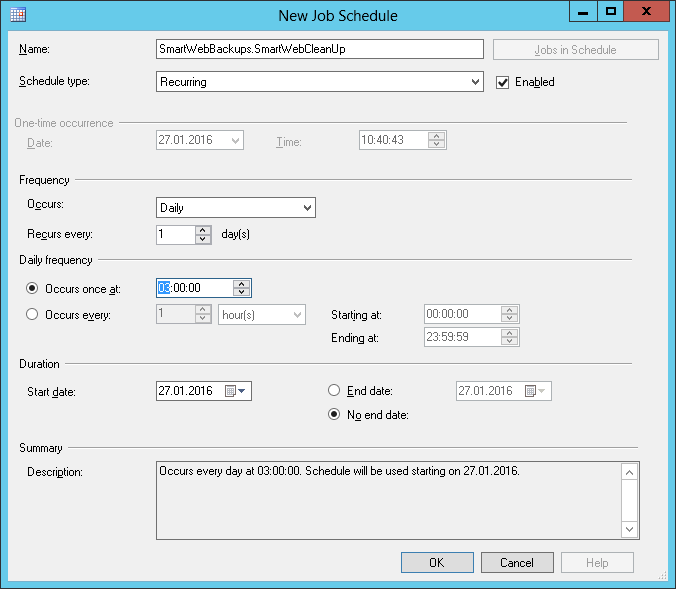 New Job Schedule
Name: SmartWebBackups.SmartWebCleanUp Jobs in Schedule
Schedule type: Recurring Enabled
One-time occurrence
Date: 27.01.2016 Time: 10:40:43
Frequency
Occurs: Daily
Recurs every: 1 day(s)
Daily frequency
Occurs once at: 03:00:00
Occurs every: 1 hour(s) Starting at: 00:00:00
Ending at: 23:59:59
Duration
Start date: 27.01.2016 End date: 27.01.2016
No end date:
Summary
Description: Occurs every day at 03:00:00. Schedule will be used starting on 27.01.2016.
OK Cancel Help